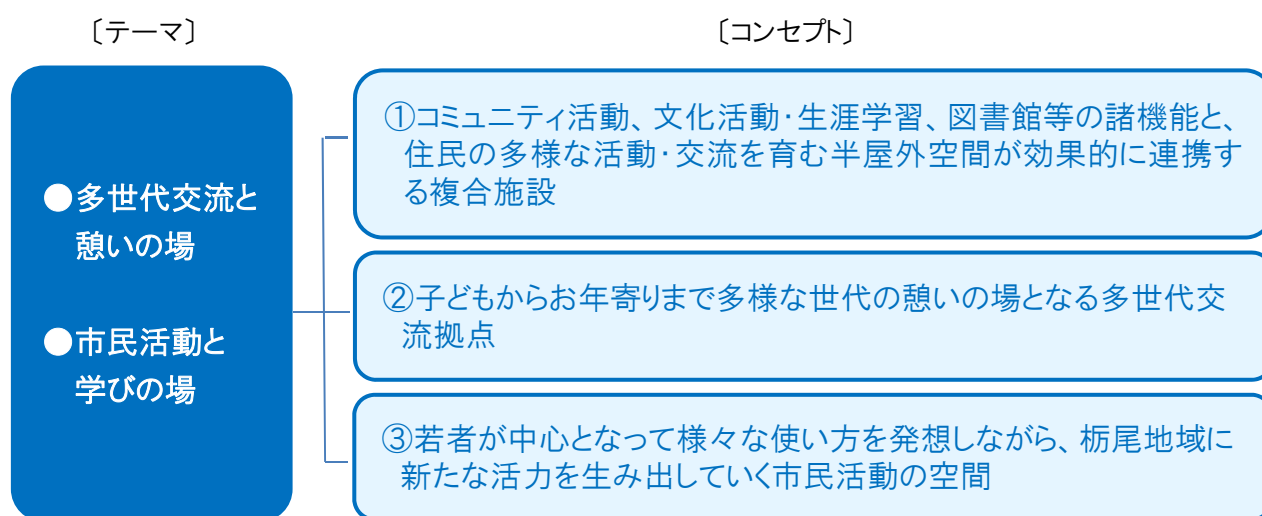 〔テーマ〕
〔コンセプト〕
●多世代交流と
憩いの場
●市民活動と
学びの場
①コミュニティ活動、文化活動・生涯学習、図書館等の諸機能と、
住民の多様な活動・交流を育む半屋外空間が効果的に連携す
る複合施設
②子どもからお年寄りまで多様な世代の憩いの場となる多世代交
流拠点
③若者が中心となって様々な使い方を発想しながら、栃尾地域に
新たな活力を生み出していく市民活動の空間